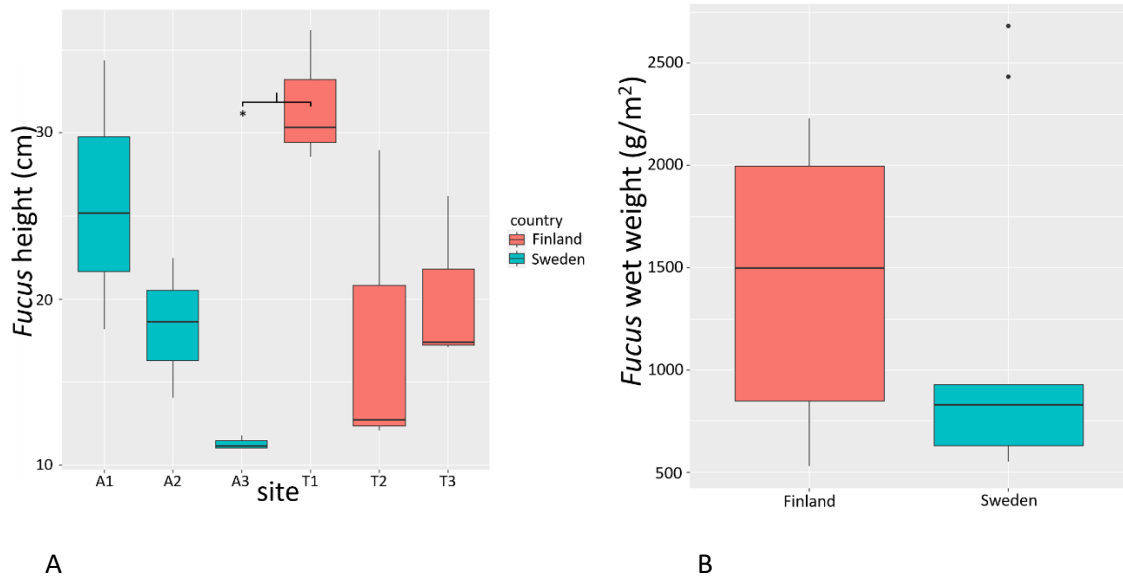 Fucus height (cm)
30
20
10
*
A1 A2 A3 T1 T2 T3
site
country
Finland
Sweden
A
Fucus wet weight (g/m²)
2500
2000
1500
1000
500
Finland Sweden
B